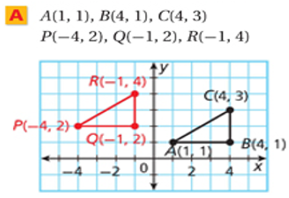 A A(1, 1), B(4, 1), C(4, 3)
P(−4, 2), Q(−1, 2), R(−1, 4)
y
R(−1, 4)
C(4, 3)
P(−4, 2)
Q(−1, 2)
A(1, 1)
B(4, 1)
x
−4 −2 0 2 4